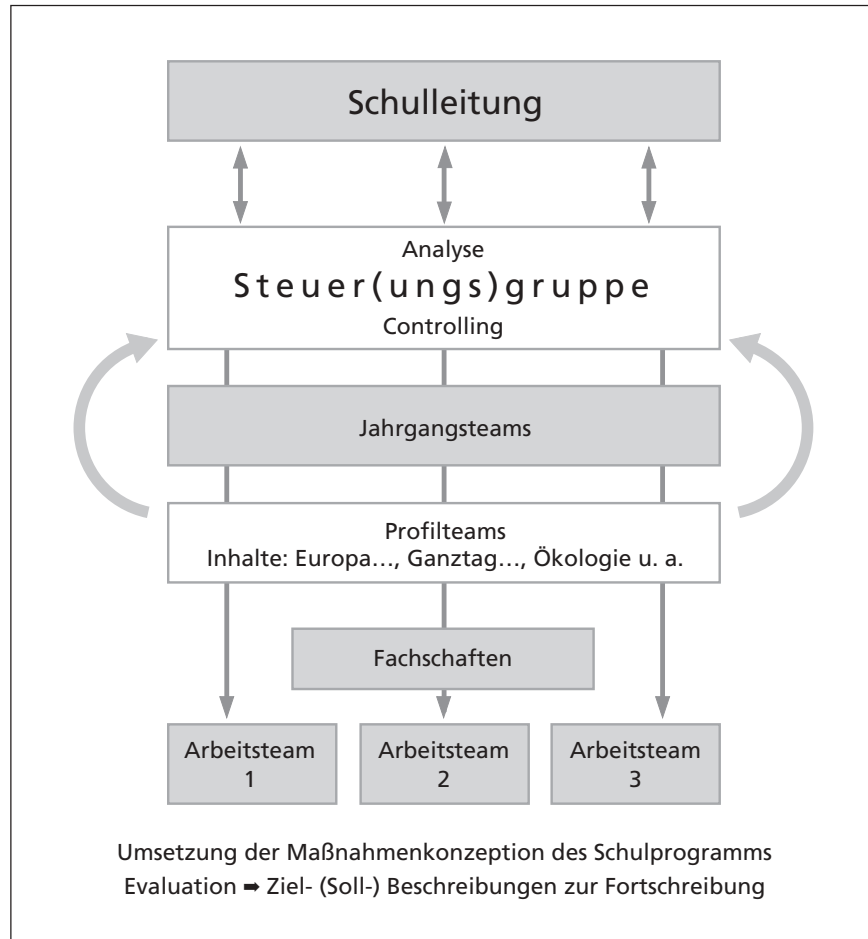 Schulleitung
Analyse
Steuer(ungs)gruppe
Controlling
Jahrgangsteams
Profilteams
Inhalte: Europa…, Ganztag…, Ökologie u. a.
Fachschaften
Arbeitsteam
1
Arbeitsteam
2
Arbeitsteam
3
Umsetzung der Maßnahmenkonzeption des Schulprogramms
Evaluation ➡ Ziel- (Soll-) Beschreibungen zur Fortschreibung